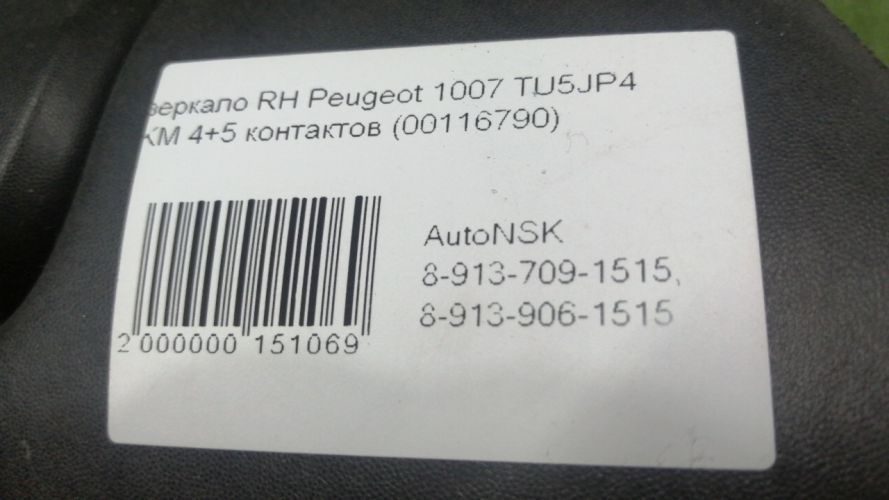 зеркало RH Peugeot 1007 TU5JP4
КМ 4+5 контактов (00116790)
AutoNSK
8-913-709-1515,
8-913-906-1515
2 000000 151069